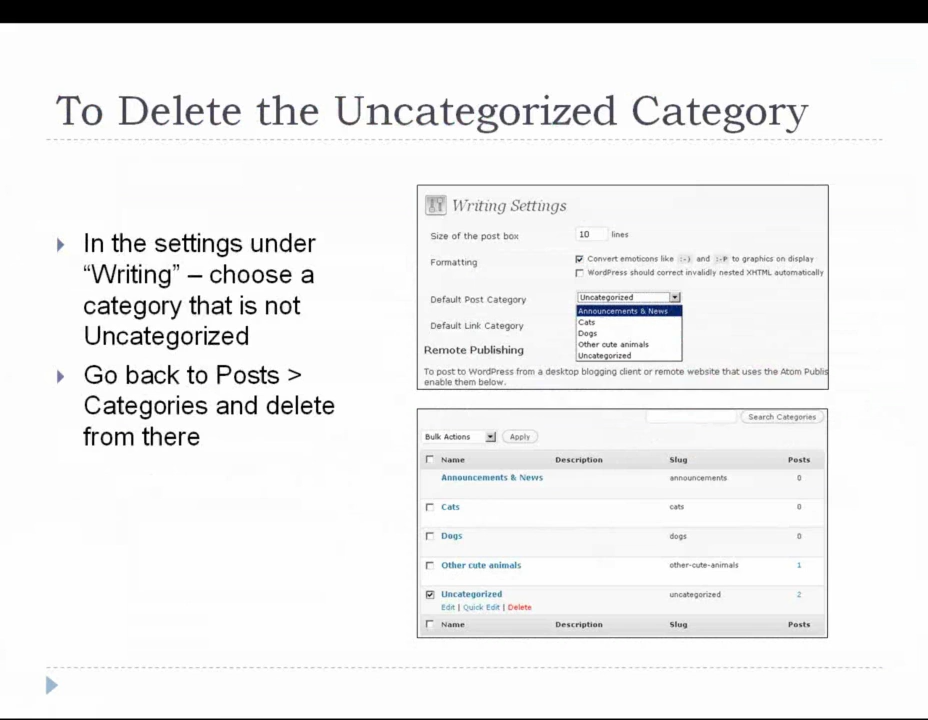 To Delete the Uncategorized Category
In the settings under
“Writing” – choose a
category that is not
Uncategorized
Go back to Posts >
Categories and delete
from there
Writing Settings
Size of the post box 10 lines
Formatting
Convert emoticons like :-) and :-P to graphics on display
WordPress should correct invalidly nested XHTML automatically
Default Post Category Uncategorized
Announcements & News
Cats
Dogs
Other cute animals
Uncategorized
Default Link Category
Remote Publishing
To post to WordPress from a desktop blogging client or remote website that uses the Atom Publis
enable them below.
Search Categories
Bulk Actions Apply
Name Description Slug Posts
Announcements & News announcements 0
Cats cats 0
Dogs dogs 0
Other cute animals other-cute-animals 1
Uncategorized uncategorized 2
Edit | Quick Edit | Delete
Name Description Slug Posts